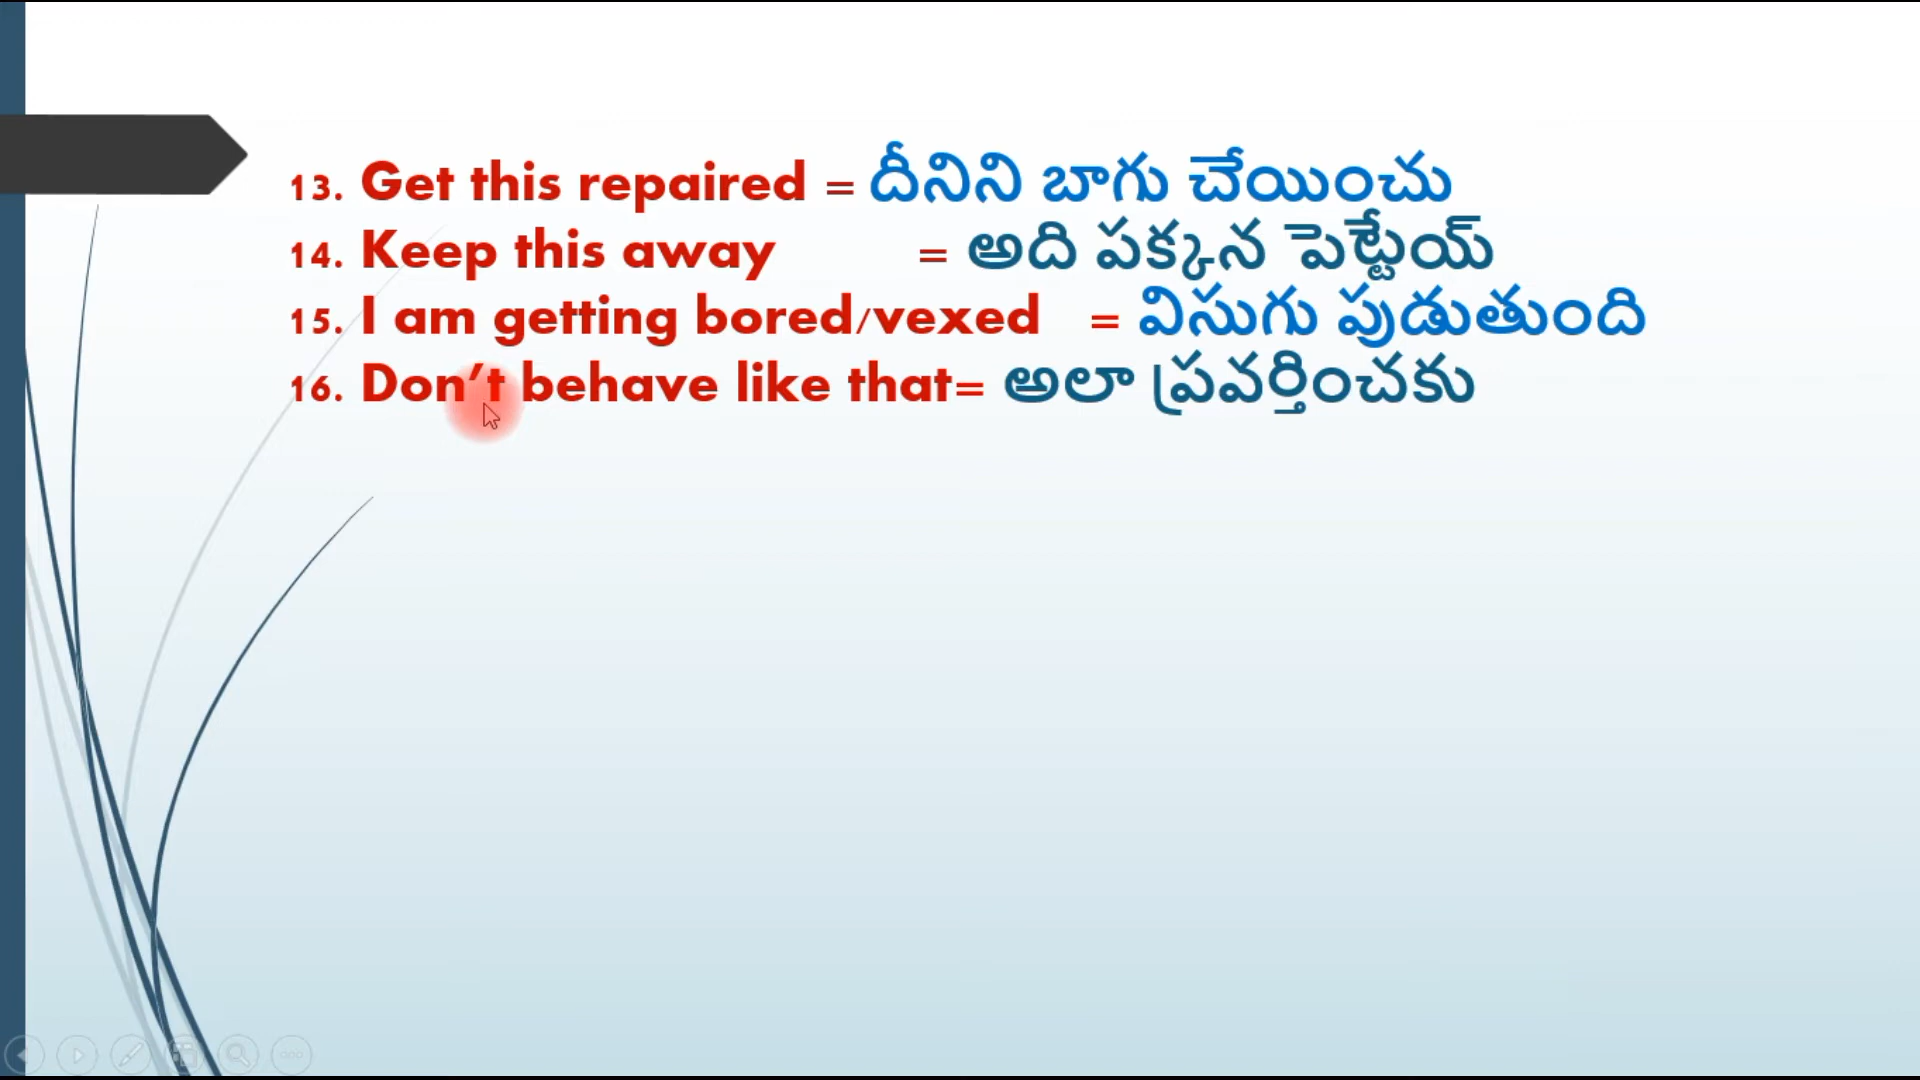 13. Get this repaired = దీనిని బాగు చేయించు
14. Keep this away = అది పక్కన పెట్టేయ్
15. I am getting bored/vexed = విసుగు పుడుతుంది
16. Don’t behave like that= అలా ప్రవర్తించకు